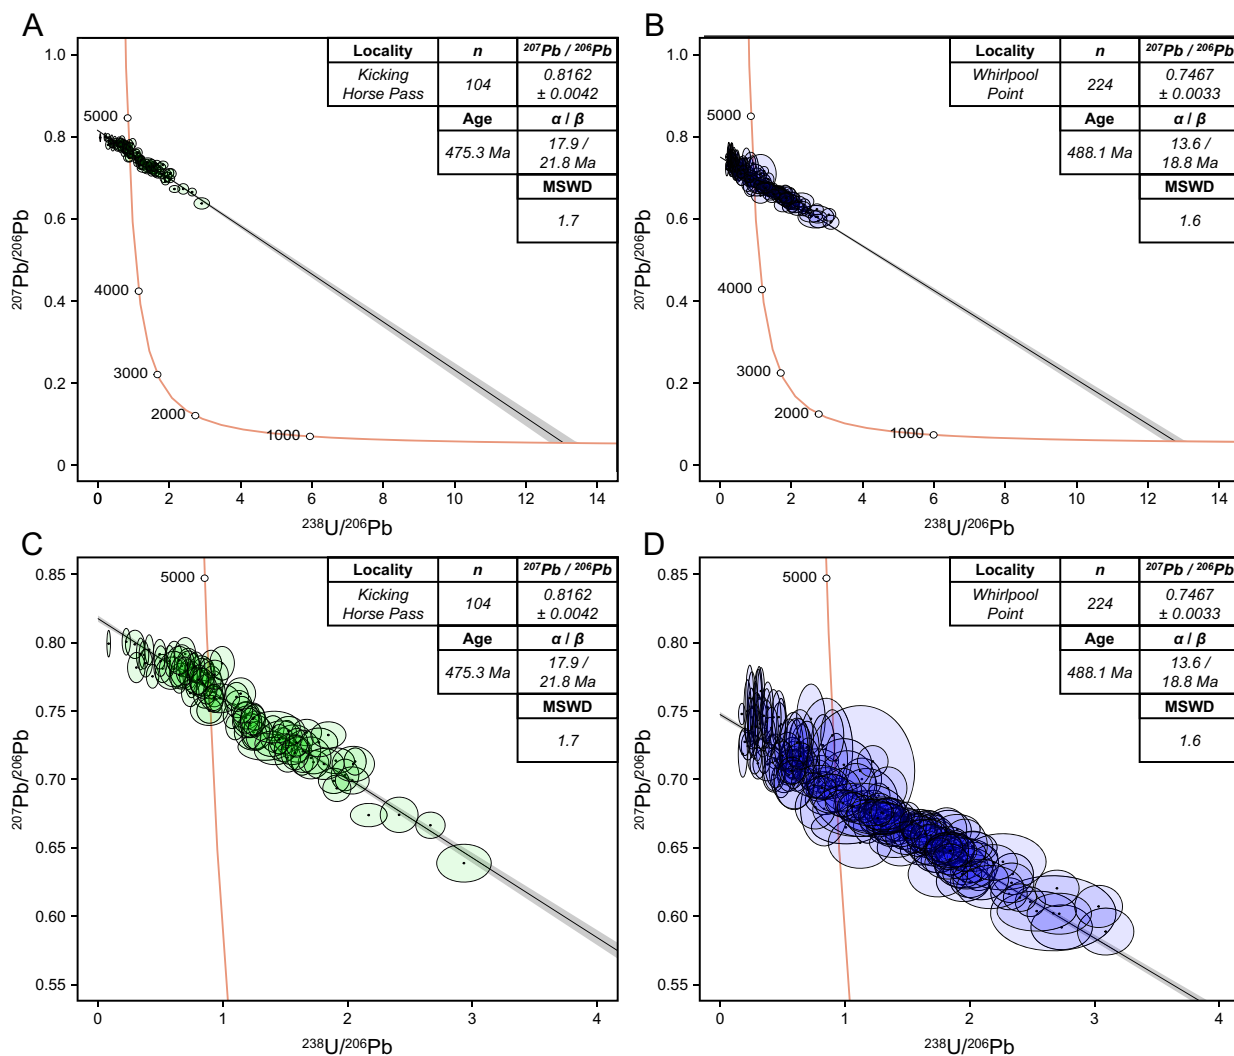 A
1.0
0.8
0.6
0.4
0.2
0
5000
4000
3000
2000
1000
0 2 4 6 8 10 12 14
207Pb/206Pb
238U/206Pb
Locality n 207Pb / 206Pb
Kicking Horse Pass 104 0.8162 ± 0.0042
Age α / β
475.3 Ma 17.9 / 21.8 Ma
MSWD
1.7
B
1.0
0.8
0.6
0.4
0.2
0
5000
4000
3000
2000
1000
0 2 4 6 8 10 12 14
207Pb/206Pb
238U/206Pb
Locality n 207Pb / 206Pb
Whirlpool Point 224 0.7467 ± 0.0033
Age α / β
488.1 Ma 13.6 / 18.8 Ma
MSWD
1.6
C
0.85
0.80
0.75
0.70
0.65
0.60
0.55
5000
0 1 2 3 4
207Pb/206Pb
238U/206Pb
Locality n 207Pb / 206Pb
Kicking Horse Pass 104 0.8162 ± 0.0042
Age α / β
475.3 Ma 17.9 / 21.8 Ma
MSWD
1.7
D
0.85
0.80
0.75
0.70
0.65
0.60
0.55
5000
0 1 2 3 4
207Pb/206Pb
238U/206Pb
Locality n 207Pb / 206Pb
Whirlpool Point 224 0.7467 ± 0.0033
Age α / β
488.1 Ma 13.6 / 18.8 Ma
MSWD
1.6